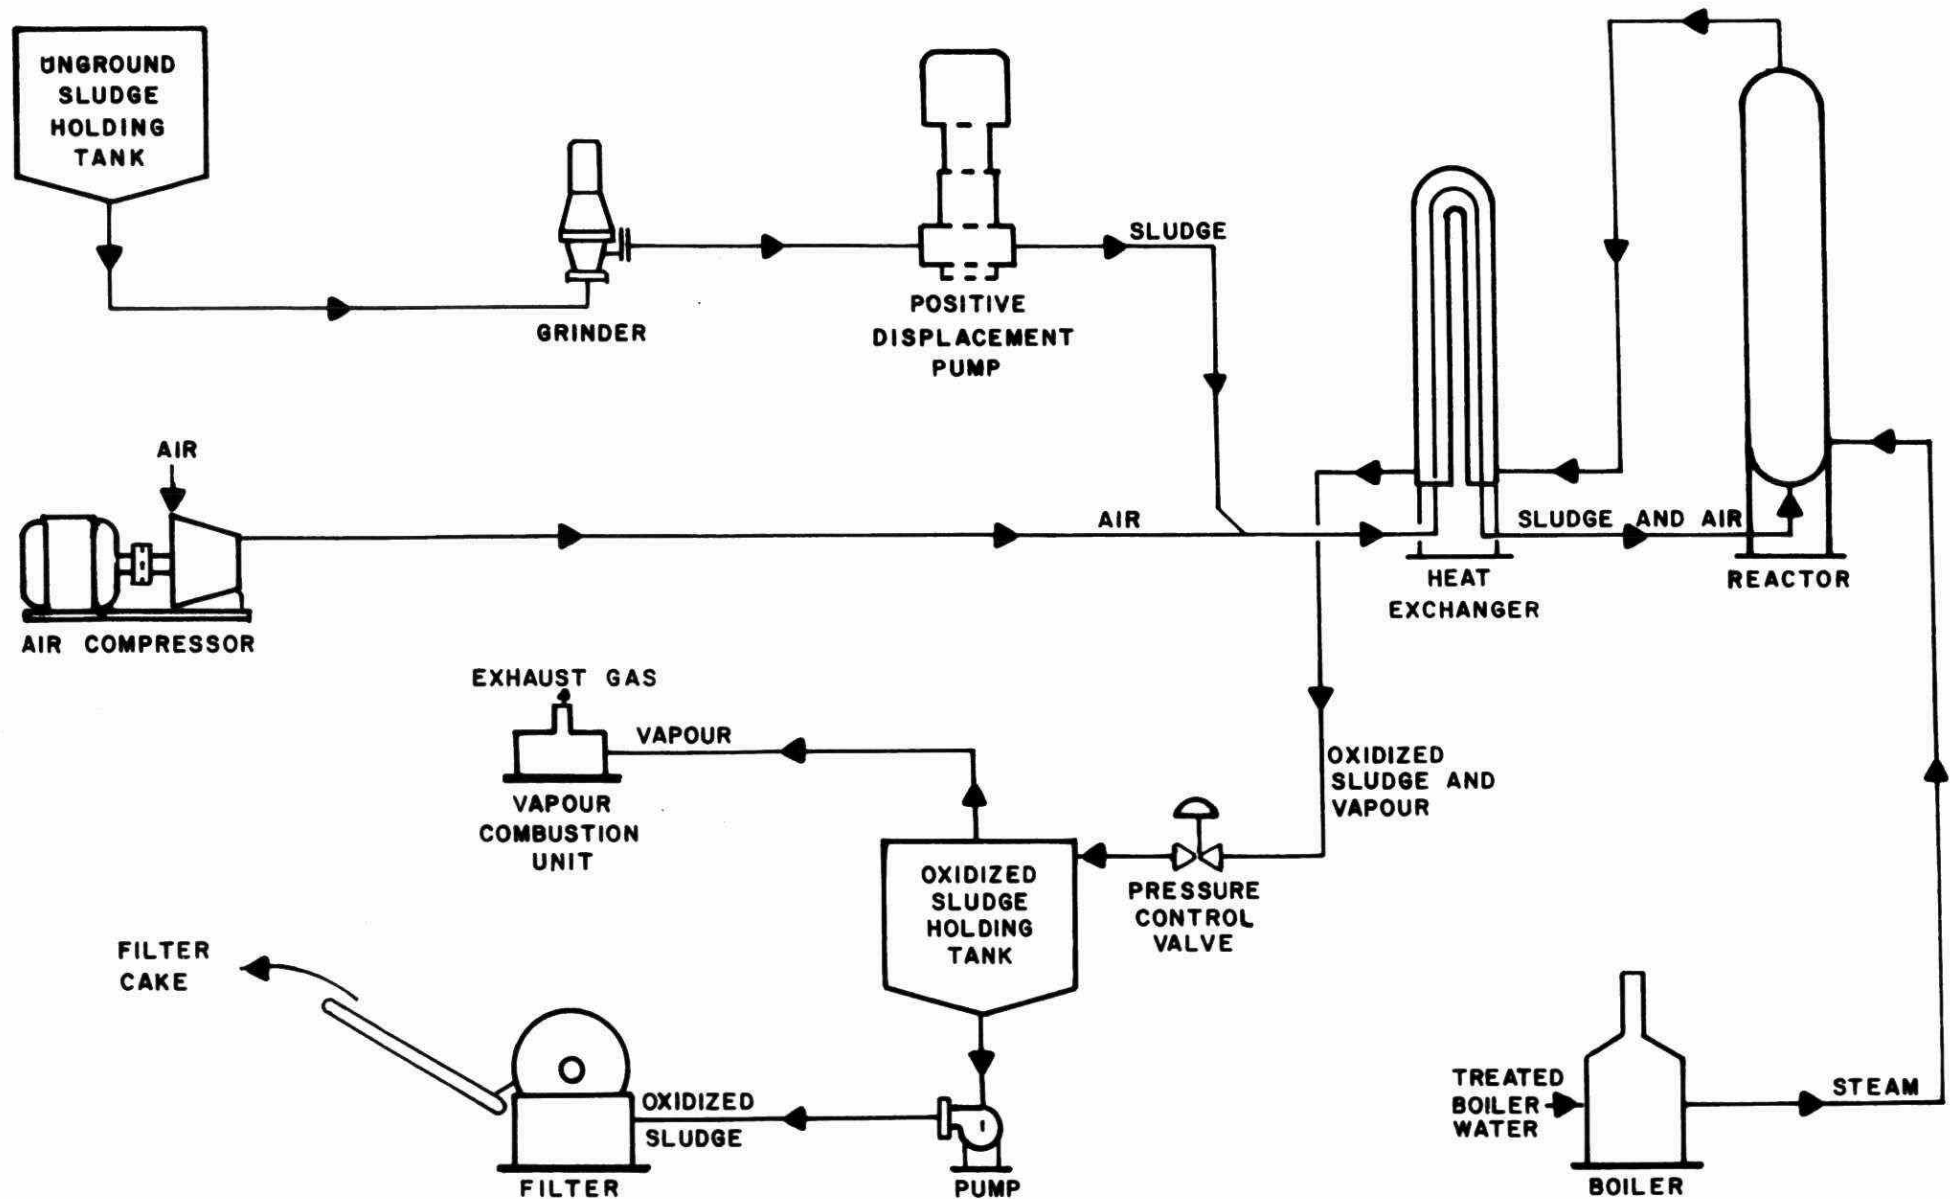 UNGROUND
SLUDGE
HOLDING
TANK
GRINDER
POSITIVE
DISPLACEMENT
PUMP
SLUDGE
AIR
AIR COMPRESSOR
AIR
HEAT
EXCHANGER
SLUDGE AND AIR
REACTOR
EXHAUST GAS
VAPOUR
VAPOUR
COMBUSTION
UNIT
OXIDIZED
SLUDGE AND
VAPOUR
OXIDIZED
SLUDGE
HOLDING
TANK
PRESSURE
CONTROL
VALVE
FILTER
CAKE
OXIDIZED
SLUDGE
FILTER
PUMP
TREATED
BOILER
WATER
STEAM
BOILER